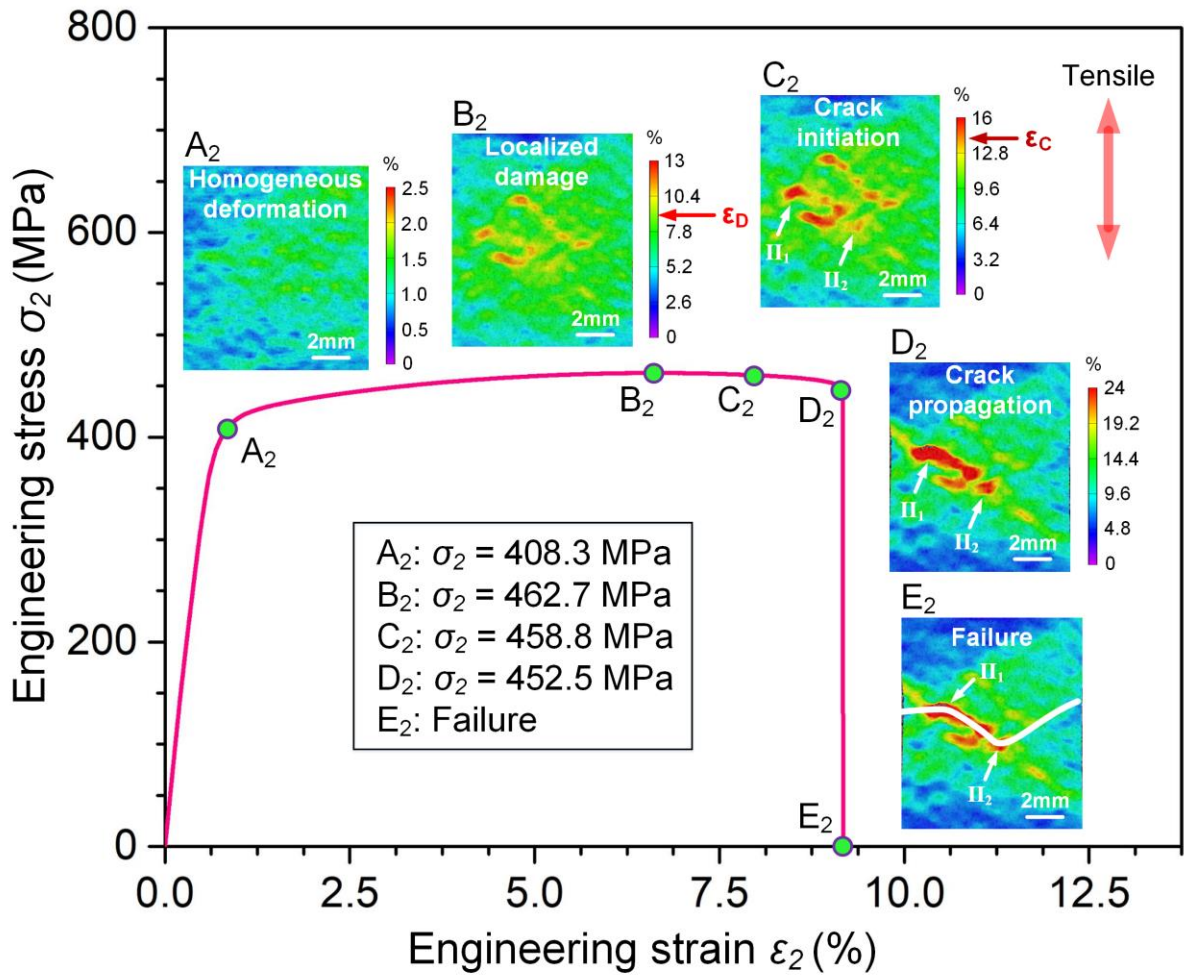 800
600
400
200
0
Engineering stress σ₂ (MPa)
0.0
2.5
5.0
7.5
10.0
12.5
Engineering strain ε₂ (%)
A₂
Homogeneous
deformation
2mm
%
2.5
2.0
1.5
1.0
0.5
0
B₂
Localized
damage
2mm
%
13
10.4
7.8
5.2
2.6
0
ε_D
C₂
Crack
initiation
II₁
II₂
2mm
%
16
12.8
9.6
6.4
3.2
0
ε_C
Tensile
D₂
Crack
propagation
II₁
II₂
2mm
%
24
19.2
14.4
9.6
4.8
0
E₂
Failure
II₁
II₂
2mm
A₂
B₂
C₂
D₂
E₂
A₂: σ₂ = 408.3 MPa
B₂: σ₂ = 462.7 MPa
C₂: σ₂ = 458.8 MPa
D₂: σ₂ = 452.5 MPa
E₂: Failure